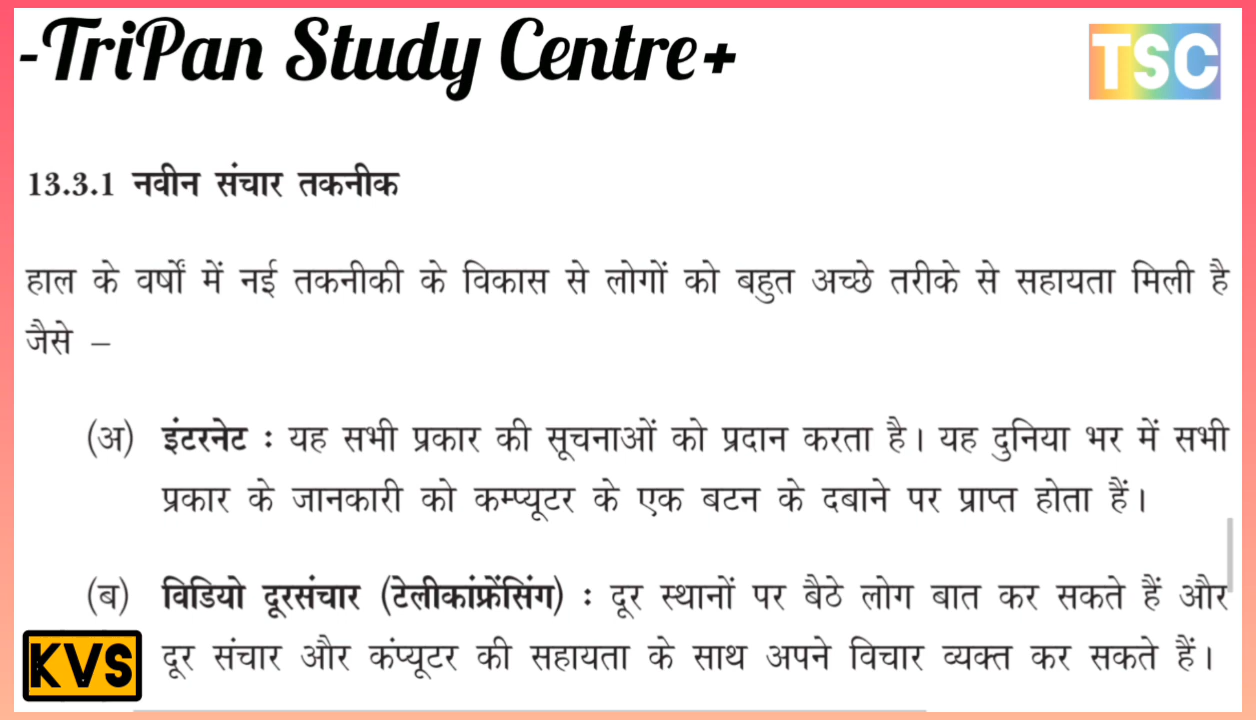 -TriPan Study Centre+
TSC
13.3.1 नवीन संचार तकनीक
हाल के वर्षों में नई तकनीकी के विकास से लोगों को बहुत अच्छे तरीके से सहायता मिली है
जैसे –
(अ) इंटरनेट : यह सभी प्रकार की सूचनाओं को प्रदान करता है। यह दुनिया भर में सभी
प्रकार के जानकारी को कम्प्यूटर के एक बटन के दबाने पर प्राप्त होता हैं।
(ब) विडियो दूरसंचार (टेलीकांफ्रेंसिंग) : दूर स्थानों पर बैठे लोग बात कर सकते हैं और
दूर संचार और कंप्यूटर की सहायता के साथ अपने विचार व्यक्त कर सकते हैं।
KVS